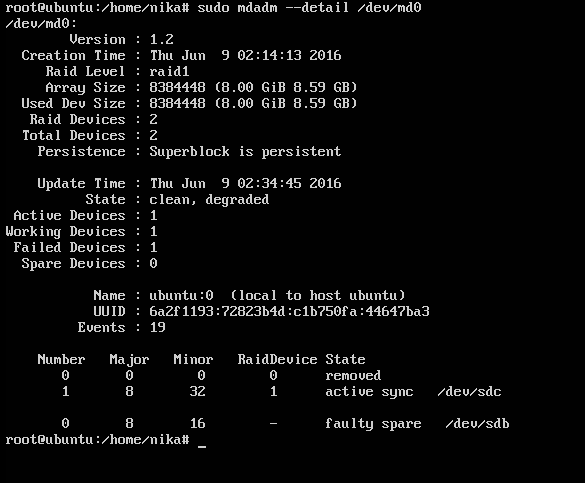 root@ubuntu:/home/nika# sudo mdadm --detail /dev/md0
/dev/md0:
Version : 1.2
Creation Time : Thu Jun  9 02:14:13 2016
Raid Level : raid1
Array Size : 8384448 (8.00 GiB 8.59 GB)
Used Dev Size : 8384448 (8.00 GiB 8.59 GB)
Raid Devices : 2
Total Devices : 2
Persistence : Superblock is persistent
Update Time : Thu Jun  9 02:34:45 2016
State : clean, degraded
Active Devices : 1
Working Devices : 1
Failed Devices : 1
Spare Devices : 0
Name : ubuntu:0  (local to host ubuntu)
UUID : 6a2f1193:72823b4d:c1b750fa:44647ba3
Events : 19
Number   Major   Minor   RaidDevice State
0        0        0        0      removed
1        8       32        1      active sync   /dev/sdc
0        8       16        -      faulty spare   /dev/sdb
root@ubuntu:/home/nika# _